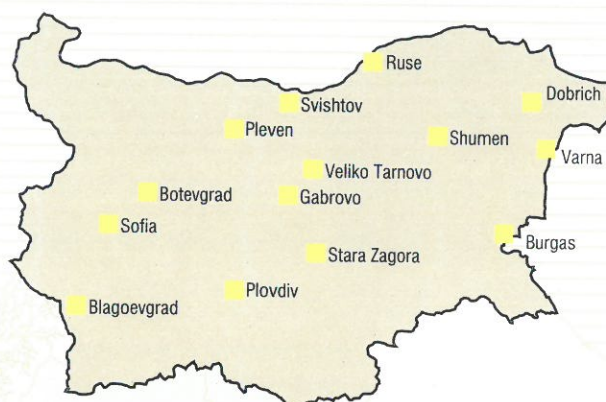 Ruse
Dobrich
Svishtov
Pleven
Shumen
Varna
Veliko Tarnovo
Botevgrad
Gabrovo
Sofia
Burgas
Stara Zagora
Plovdiv
Blagoevgrad